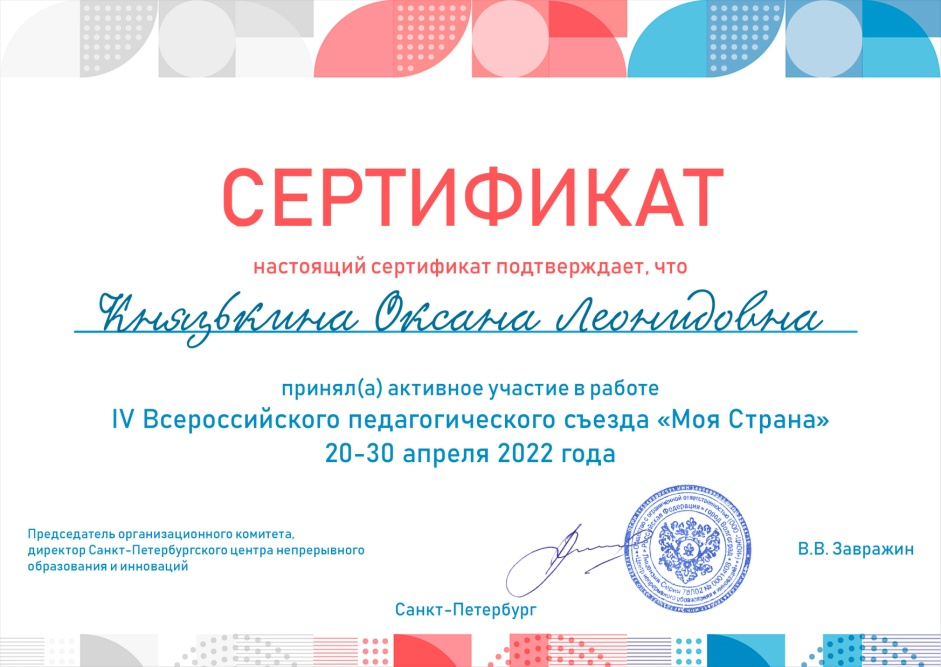 СЕРТИФИКАТ
настоящий сертификат подтверждает, что
Князькина Оксана Леонидовна
принял(а) активное участие в работе
IV Всероссийского педагогического съезда «Моя Страна»
20-30 апреля 2022 года
Председатель организационного комитета,
директор Санкт-Петербургского центра непрерывного
образования и инноваций
В.В. Завражин
Санкт-Петербург